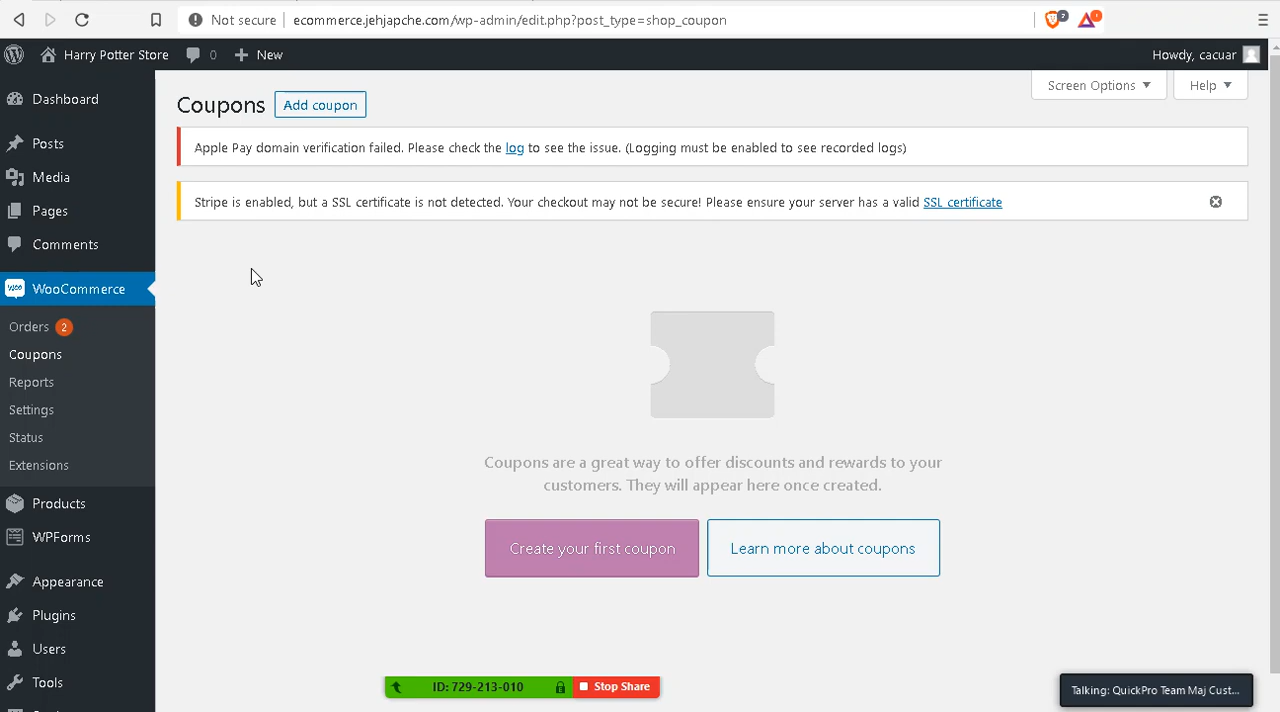 Not secure | ecommerce.jehjapche.com/wp-admin/edit.php?post_type=shop_coupon
2
1
Harry Potter Store
0
New
Howdy, cacuar
Dashboard
Posts
Media
Pages
Comments
woo
WooCommerce
Orders 2
Coupons
Reports
Settings
Status
Extensions
Products
WPForms
Appearance
Plugins
Users
Tools
Screen Options
Help
Coupons
Add coupon
Apple Pay domain verification failed. Please check the log to see the issue. (Logging must be enabled to see recorded logs)
Stripe is enabled, but a SSL certificate is not detected. Your checkout may not be secure! Please ensure your server has a valid SSL certificate
Coupons are a great way to offer discounts and rewards to your
customers. They will appear here once created.
Create your first coupon
Learn more about coupons
ID: 729-213-010
Stop Share
Talking: QuickPro Team Maj Cust...